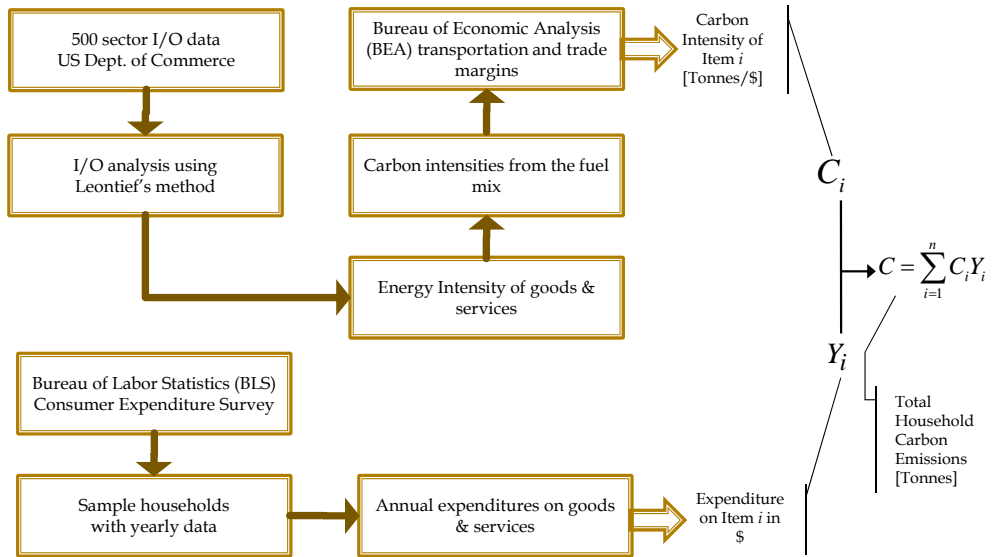 500 sector I/O data
US Dept. of Commerce
I/O analysis using
Leontief's method
Bureau of Economic Analysis
(BEA) transportation and trade
margins
Carbon intensities from the fuel
mix
Energy Intensity of goods &
services
Carbon
Intensity of
Item i
[Tonnes/$]
C_i
C = \sum_{i=1}^{n} C_i Y_i
Y_i
Total
Household
Carbon
Emissions
[Tonnes]
Bureau of Labor Statistics (BLS)
Consumer Expenditure Survey
Sample households
with yearly data
Annual expenditures on goods
& services
Expenditure
on Item i in
$